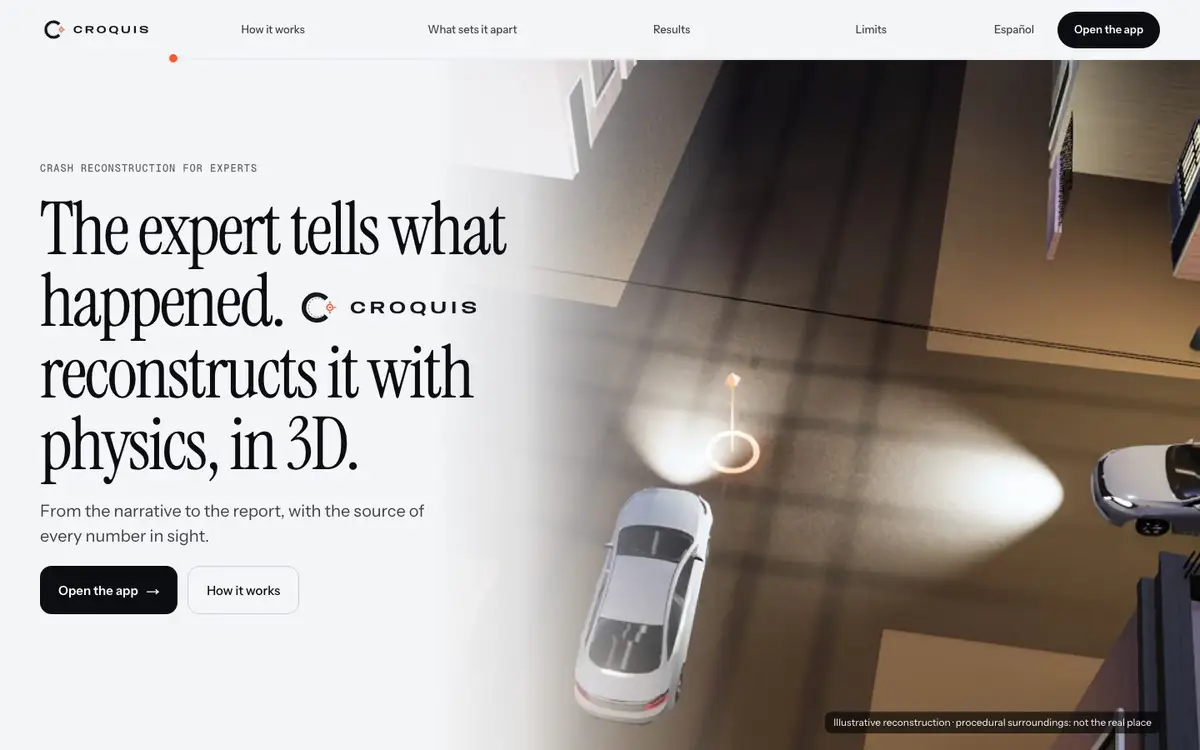 CROQUIS
How it works
What sets it apart
Results
Limits
Español
Open the app
CRASH RECONSTRUCTION FOR EXPERTS
The expert tells what
happened. CROQUIS
reconstructs it with
physics, in 3D.
From the narrative to the report, with the source of
every number in sight.
Open the app →
How it works
Illustrative reconstruction · procedural surroundings: not the real place